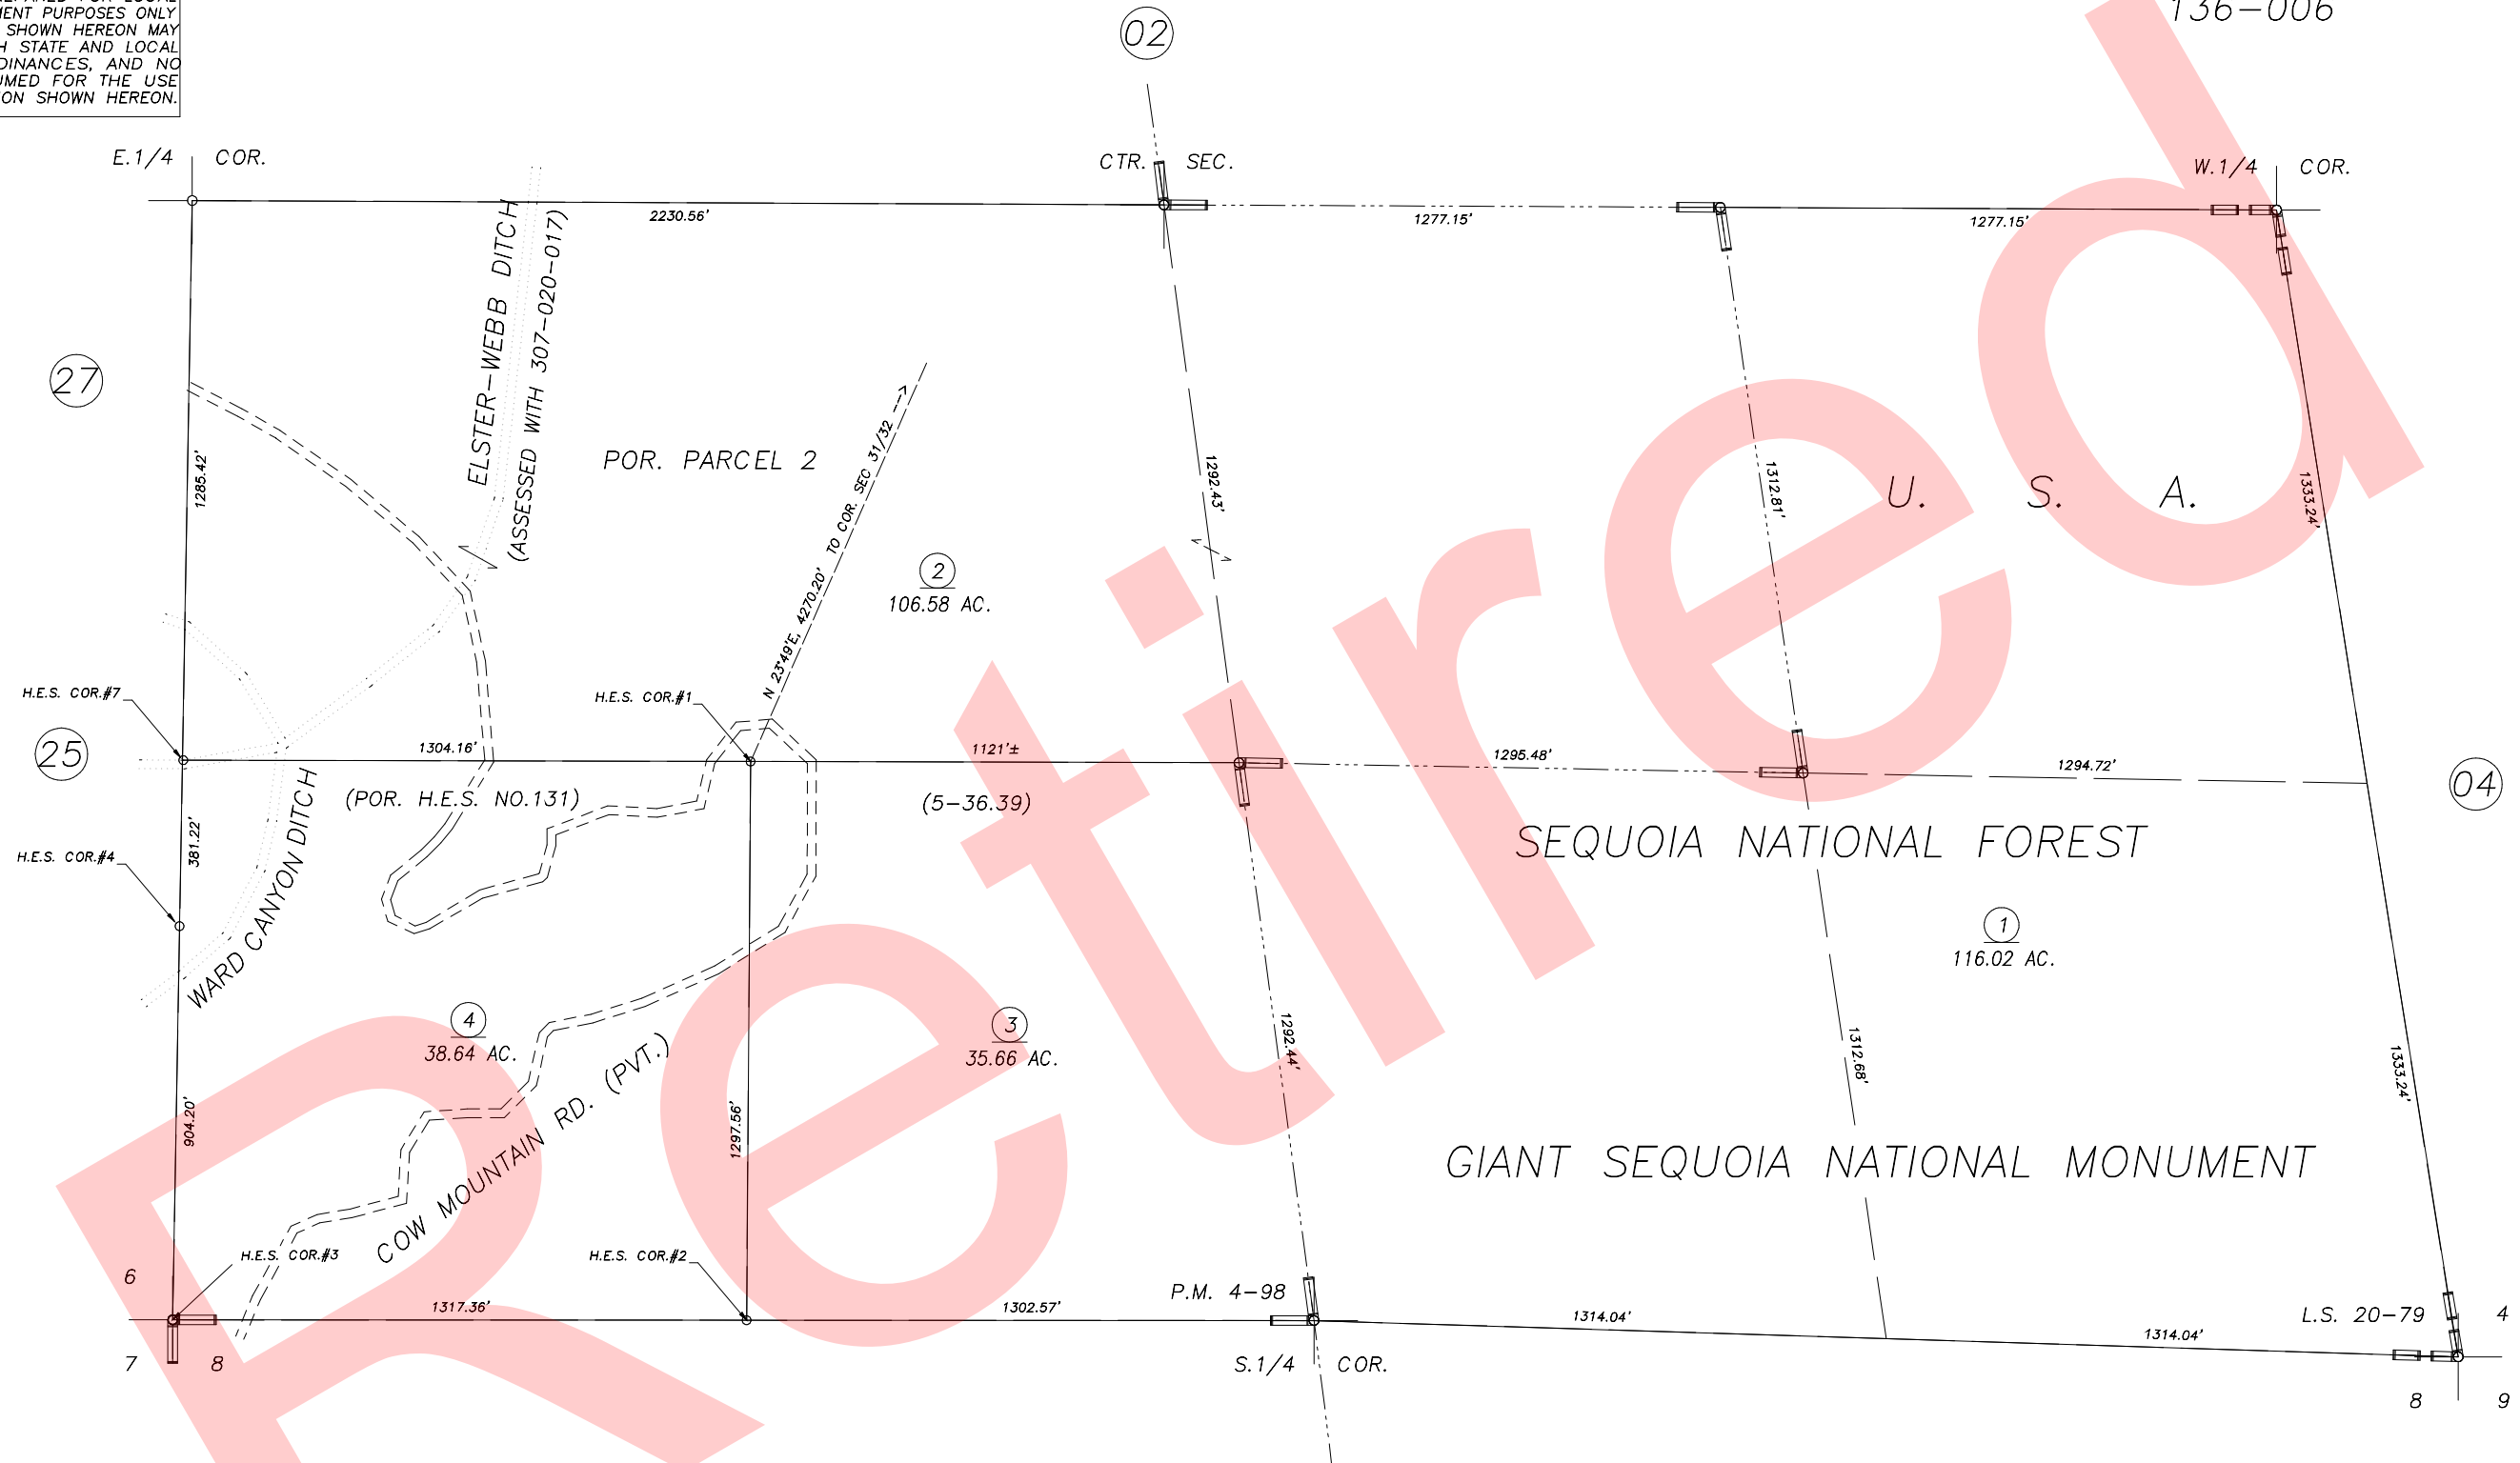 MENT PURPOSES ONLY
SHOWN HEREON MAY
H STATE AND LOCAL
DINANCES, AND NO
UMED FOR THE USE
ON SHOWN HEREON.
02
136-006
E.1/4 COR.
CTR. SEC.
W.1/4 COR.
2230.56'
1277.15'
1277.15'
27
ELSTER-WEBB DITCH
(ASSESSED WITH 307-020-017)
1285.42'
POR. PARCEL 2
N 23°49'E, 4270.20' TO COR. SEC 31/32
1292.43'
1312.81'
U. S. A.
1333.24'
2
106.58 AC.
H.E.S. COR.#7
H.E.S. COR.#1
25
1304.16'
1121'±
1295.48'
1294.72'
04
(POR. H.E.S. NO.131)
(5-36.39)
381.22'
H.E.S. COR.#4
WARD CANYON DITCH
SEQUOIA NATIONAL FOREST
1
116.02 AC.
4
38.64 AC.
3
35.66 AC.
1292.44'
1312.68'
1333.24'
904.20'
COW MOUNTAIN RD. (PVT.)
1297.56'
GIANT SEQUOIA NATIONAL MONUMENT
6
H.E.S. COR.#3
H.E.S. COR.#2
P.M. 4-98
1317.36'
1302.57'
1314.04'
L.S. 20-79
4
1314.04'
7
8
S.1/4 COR.
8
9
Retired